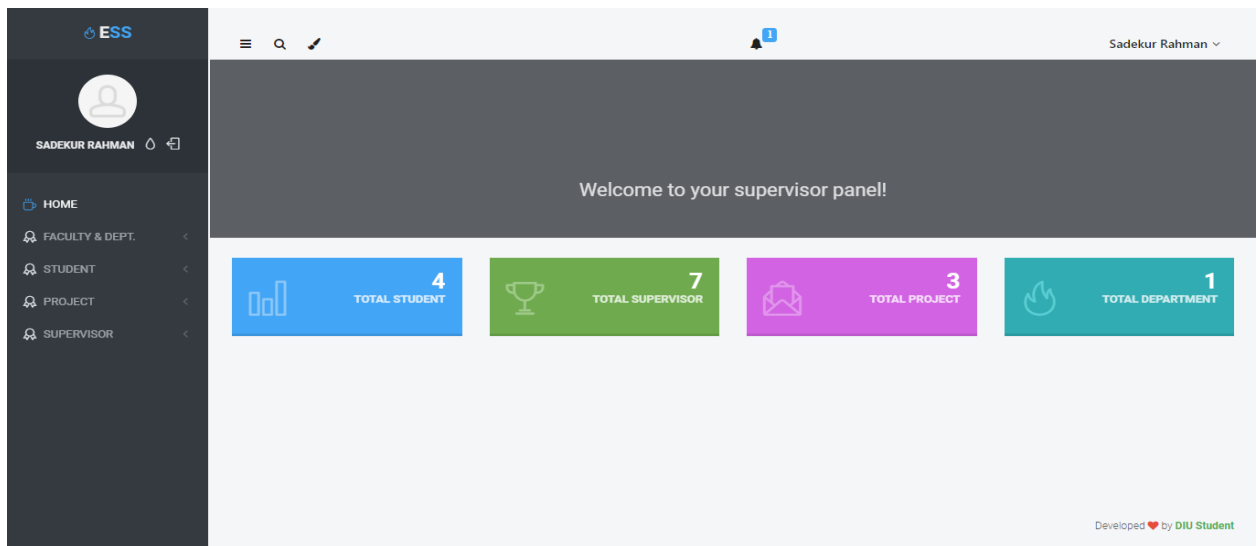 ESS
1
Sadekur Rahman
SADEKUR RAHMAN
HOME
FACULTY & DEPT.
STUDENT
PROJECT
SUPERVISOR
Welcome to your supervisor panel!
4
TOTAL STUDENT
7
TOTAL SUPERVISOR
3
TOTAL PROJECT
1
TOTAL DEPARTMENT
Developed ❤ by DIU Student